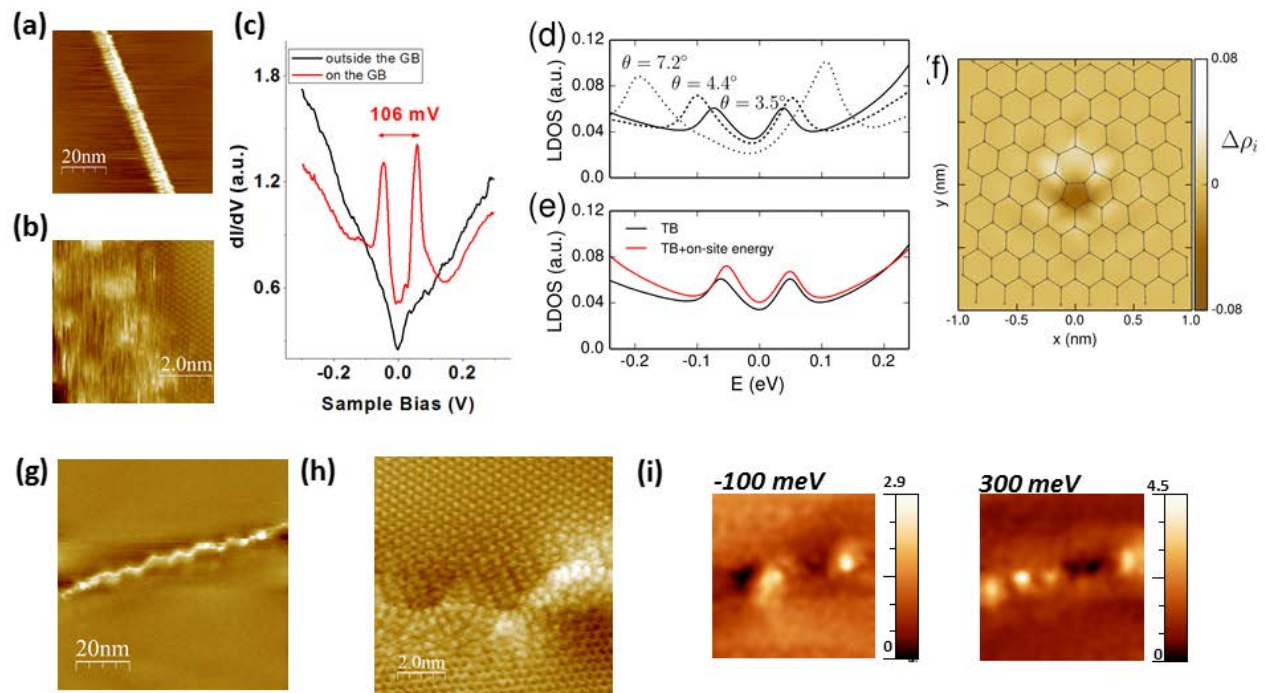 (a)
20nm
(b)
2.0nm
(c)
outside the GB
on the GB
106 mV
dI/dV (a.u.)
1.8
1.2
0.6
-0.2
0.0
0.2
Sample Bias (V)
(d)
LDOS (a.u.)
0.12
0.08
0.04
0.0
θ = 7.2°
θ = 4.4°
θ = 3.5°
(e)
LDOS (a.u.)
0.12
0.08
0.04
0.0
TB
TB+on-site energy
-0.2
-0.1
0.0
0.1
0.2
E (eV)
(f)
y (nm)
-1.0
-0.5
0.0
0.5
1.0
x (nm)
0.08
0
-0.08
Δρi
(g)
20nm
(h)
2.0nm
(i)
-100 meV
2.9
0
300 meV
4.5
0